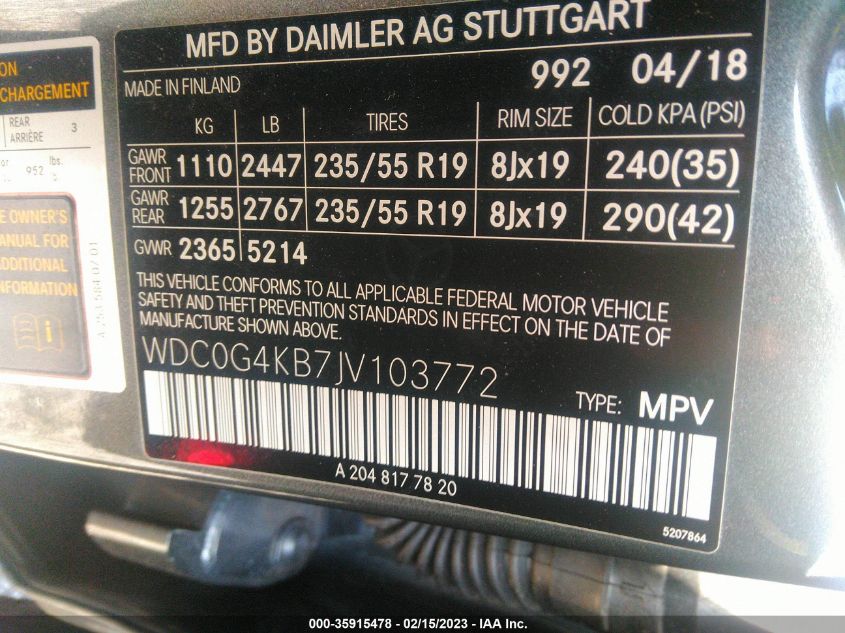 MFD BY DAIMLER AG STUTTGART
MADE IN FINLAND 992 04/18
KG LB TIRES RIM SIZE COLD KPA (PSI)
GAWR FRONT 1110 2447 235/55 R19 8Jx19 240(35)
GAWR REAR 1255 2767 235/55 R19 8Jx19 290(42)
GVWR 2365 5214
THIS VEHICLE CONFORMS TO ALL APPLICABLE FEDERAL MOTOR VEHICLE
SAFETY AND THEFT PREVENTION STANDARDS IN EFFECT ON THE DATE OF
MANUFACTURE SHOWN ABOVE.
WDC0G4KB7JV103772
TYPE: MPV
A 204 817 78 20
5207864
ON
CHARGEMENT
REAR
ARRIÈRE 3
or 952 lbs.
E OWNER'S
ANUAL FOR
ADDITIONAL
NFORMATION
000-35915478 - 02/15/2023 - IAA Inc.